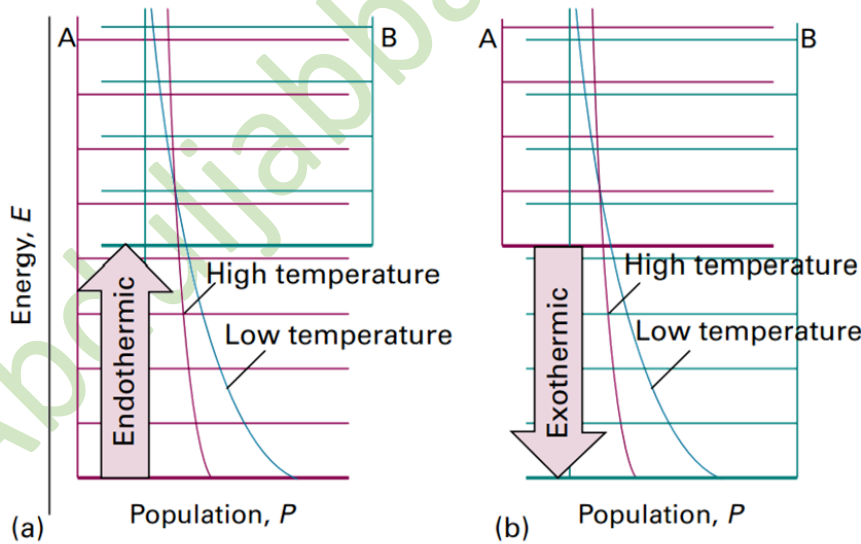 A
B
A
B
Energy, E
High temperature
Low temperature
Endothermic
High temperature
Low temperature
Exothermic
(a)
Population, P
(b)
Population, P